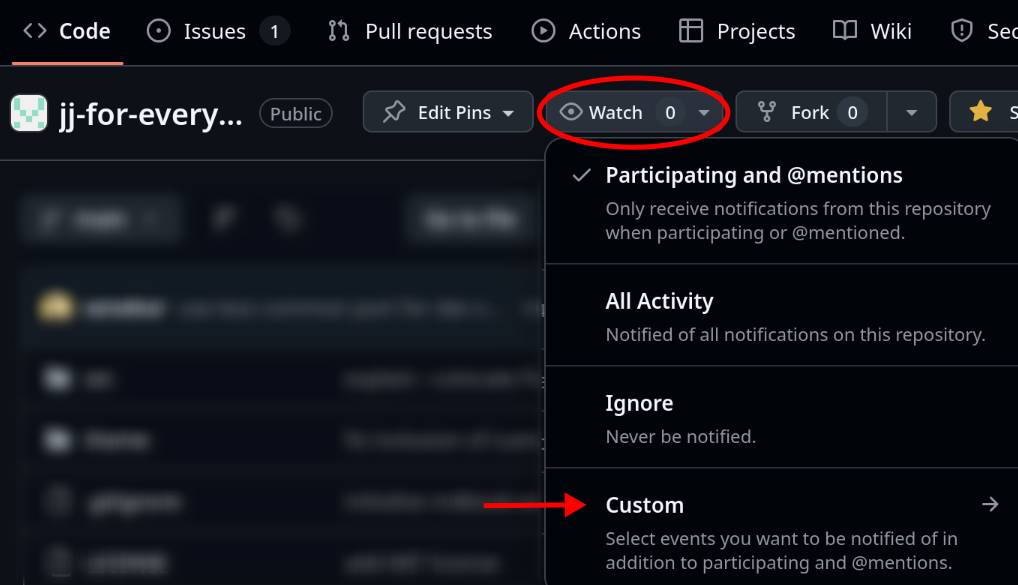 Code Issues 1 Pull requests Actions Projects Wiki Sec
jj-for-every... Public Edit Pins Watch 0 Fork 0 S
Participating and @mentions
Only receive notifications from this repository
when participating or @mentioned.
All Activity
Notified of all notifications on this repository.
Ignore
Never be notified.
Custom
Select events you want to be notified of in
addition to participating and @mentions.